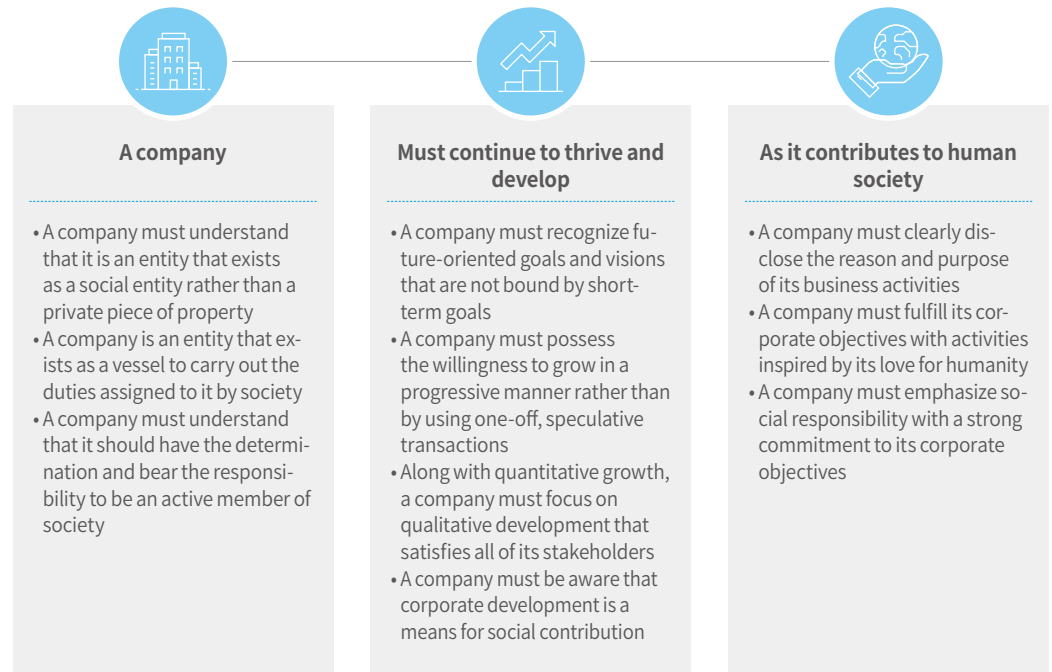 A company
• A company must understand
that it is an entity that exists
as a social entity rather than a
private piece of property
• A company is an entity that ex-
ists as a vessel to carry out the
duties assigned to it by society
• A company must understand
that it should have the determi-
nation and bear the responsi-
bility to be an active member of
society
Must continue to thrive and
develop
• A company must recognize fu-
ture-oriented goals and visions
that are not bound by short-
term goals
• A company must possess
the willingness to grow in a
progressive manner rather than
by using one-off, speculative
transactions
• Along with quantitative growth,
a company must focus on
qualitative development that
satisfies all of its stakeholders
• A company must be aware that
corporate development is a
means for social contribution
As it contributes to human
society
• A company must clearly dis-
close the reason and purpose
of its business activities
• A company must fulfill its cor-
porate objectives with activities
inspired by its love for humanity
• A company must emphasize so-
cial responsibility with a strong
commitment to its corporate
objectives